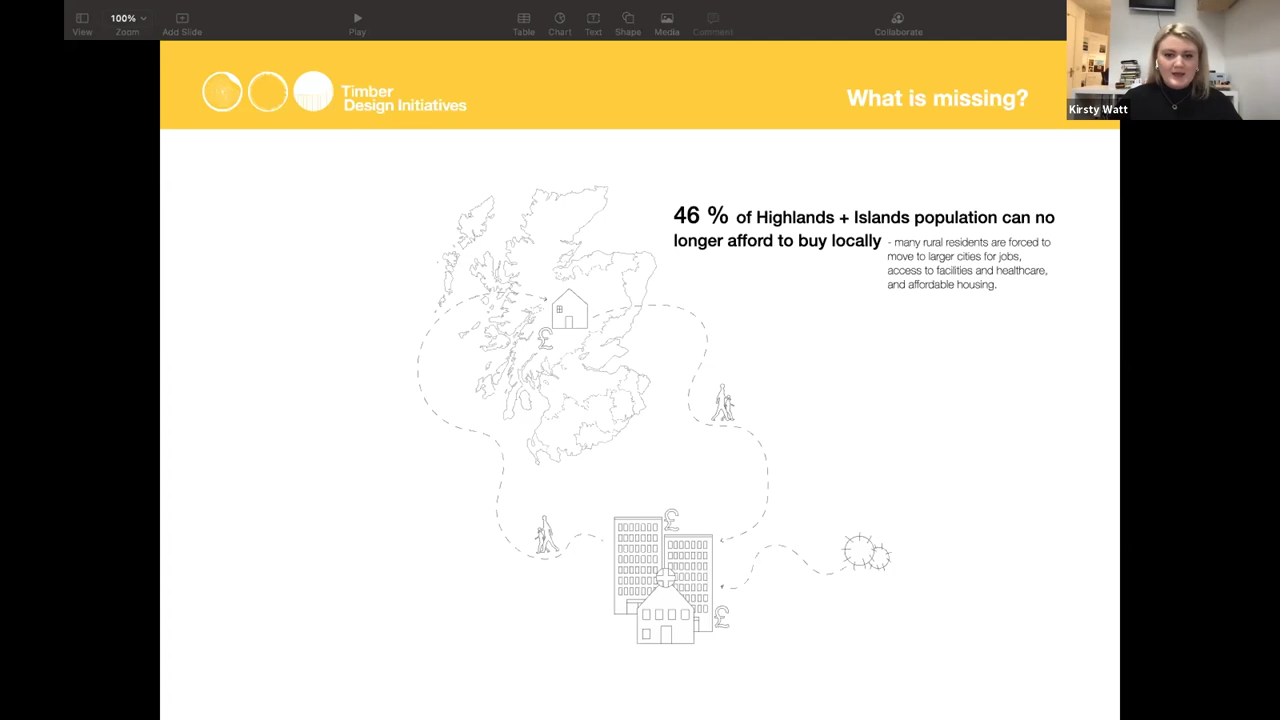 View
100%
Zoom
Add Slide
Play
Table
Chart
Text
Shape
Media
Comment
Collaborate
Kirsty Watt
Timber
Design Initiatives
What is missing?
46 % of Highlands + Islands population can no
longer afford to buy locally - many rural residents are forced to
move to larger cities for jobs,
access to facilities and healthcare,
and affordable housing.
£
£
£